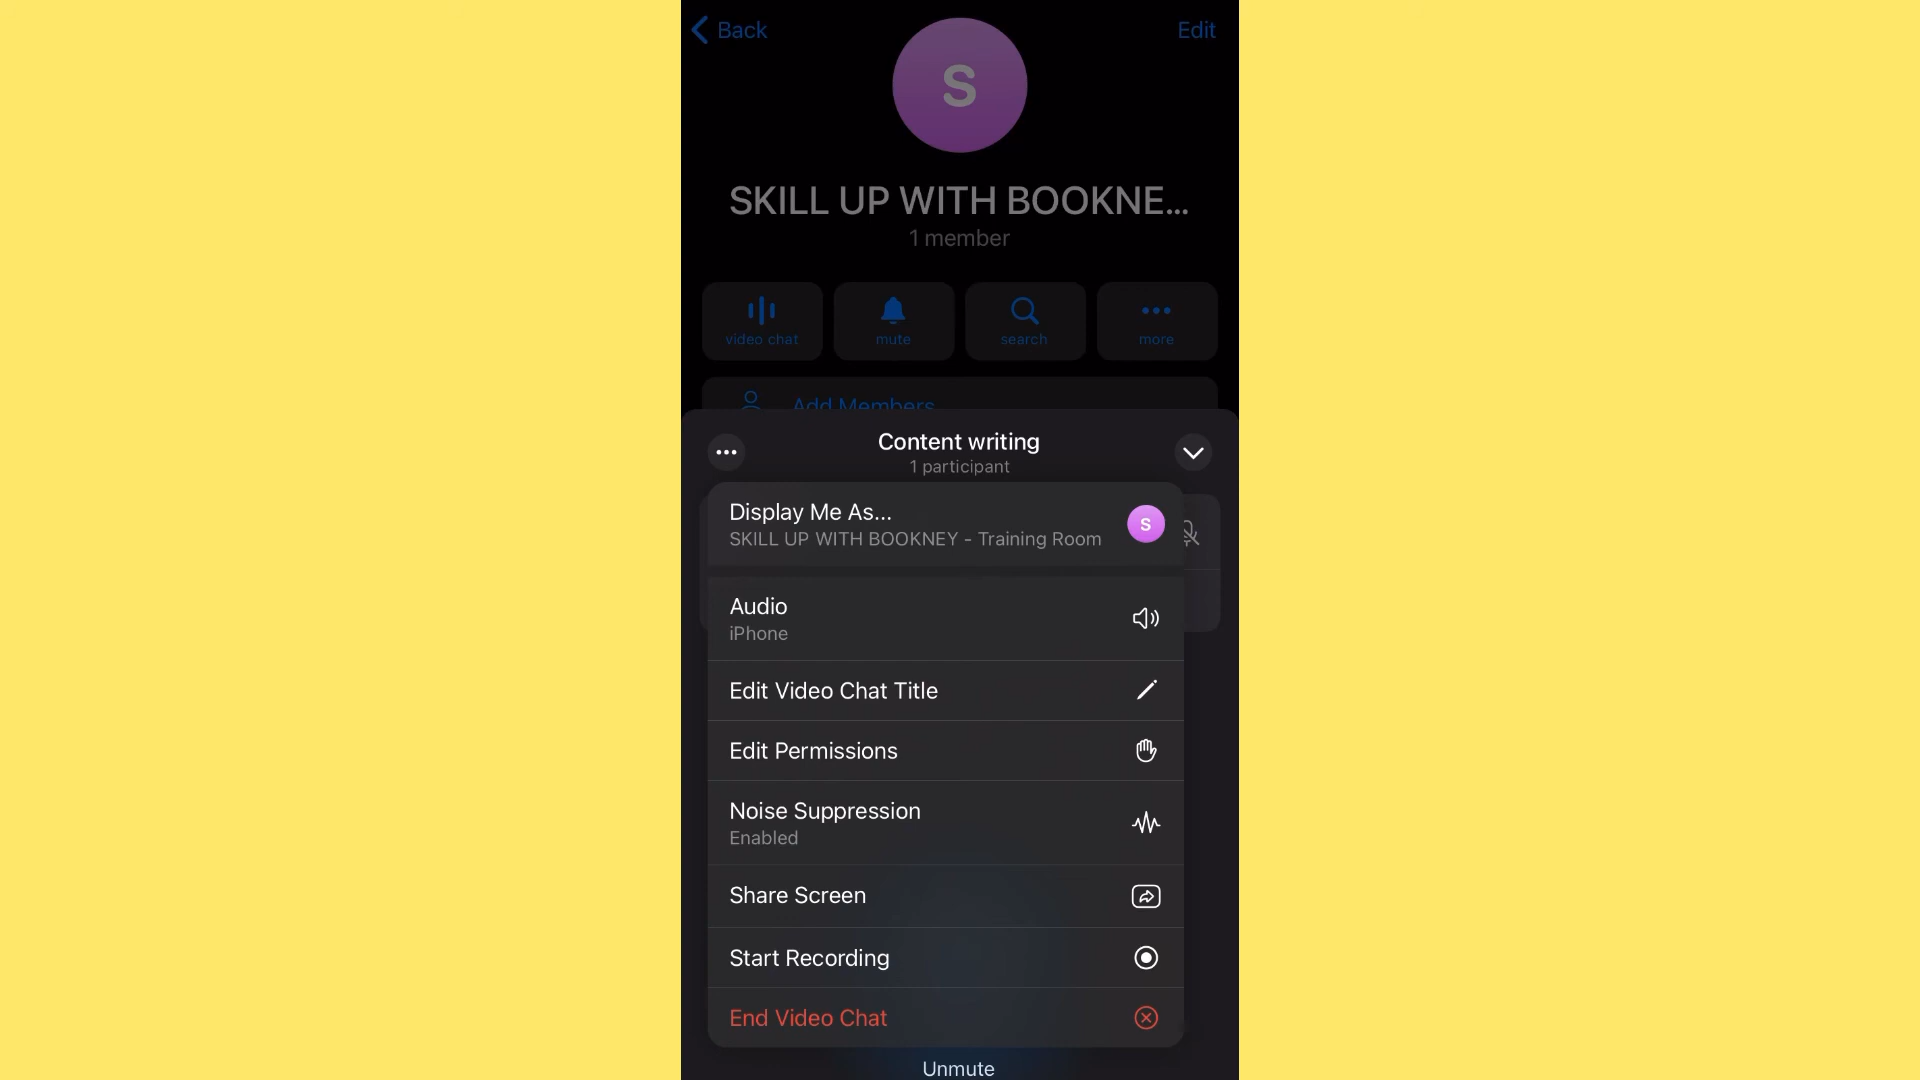 Back
Edit
S
SKILL UP WITH BOOKNE...
1 member
video chat
mute
search
more
Add Members
Content writing
1 participant
Display Me As...
SKILL UP WITH BOOKNEY - Training Room
S
Audio
iPhone
Edit Video Chat Title
Edit Permissions
Noise Suppression
Enabled
Share Screen
Start Recording
End Video Chat
Unmute